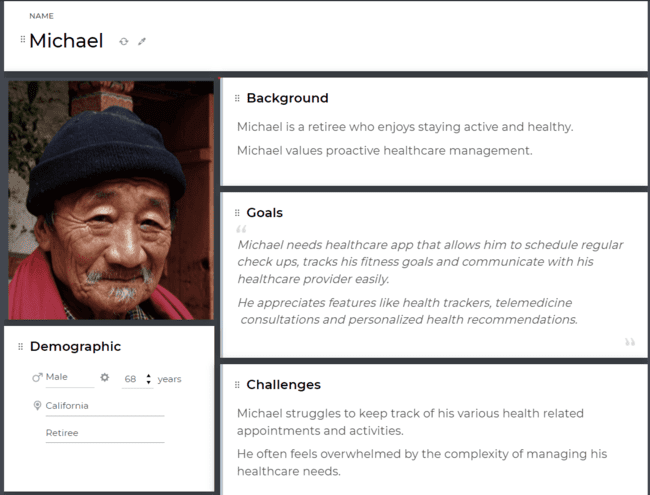 NAME
Michael
Background
Michael is a retiree who enjoys staying active and healthy.
Michael values proactive healthcare management.
Goals
“
Michael needs healthcare app that allows him to schedule regular
check ups, tracks his fitness goals and communicate with his
healthcare provider easily.
He appreciates features like health trackers, telemedicine
consultations and personalized health recommendations.
”
Demographic
Male 68 years
California
Retiree
Challenges
Michael struggles to keep track of his various health related
appointments and activities.
He often feels overwhelmed by the complexity of managing his
healthcare needs.